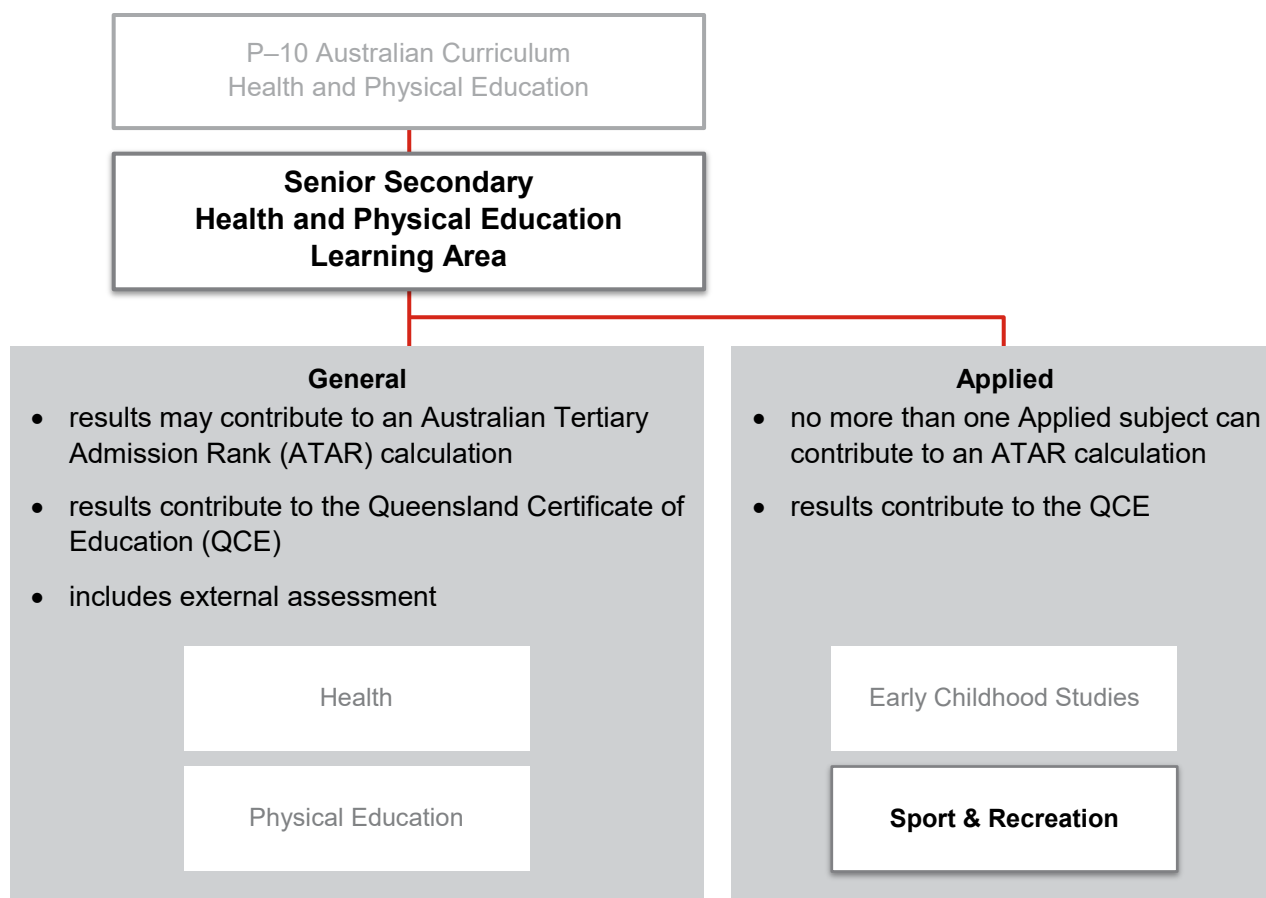 P–10 Australian Curriculum
Health and Physical Education
Senior Secondary
Health and Physical Education
Learning Area
General
• results may contribute to an Australian Tertiary
Admission Rank (ATAR) calculation
• results contribute to the Queensland Certificate of
Education (QCE)
• includes external assessment
Health
Physical Education
Applied
• no more than one Applied subject can
contribute to an ATAR calculation
• results contribute to the QCE
Early Childhood Studies
Sport & Recreation